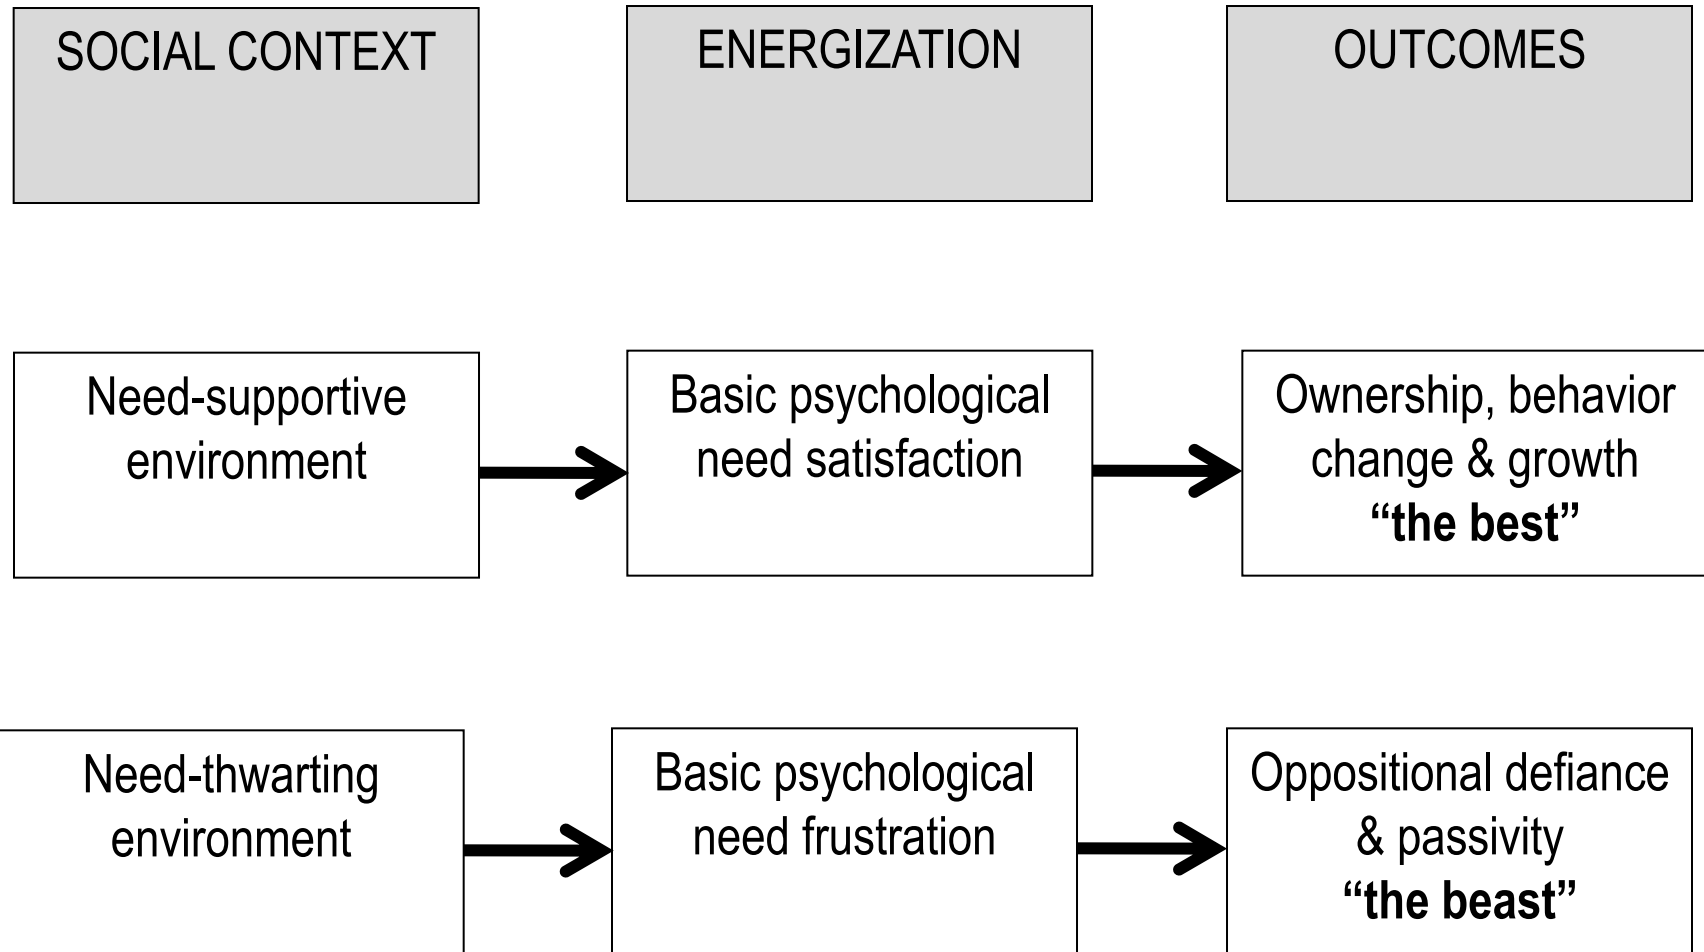 SOCIAL CONTEXT
ENERGIZATION
OUTCOMES
Need-supportive
environment
Basic psychological
need satisfaction
Ownership, behavior
change & growth
“the best”
Need-thwarting
environment
Basic psychological
need frustration
Oppositional defiance
& passivity
“the beast”